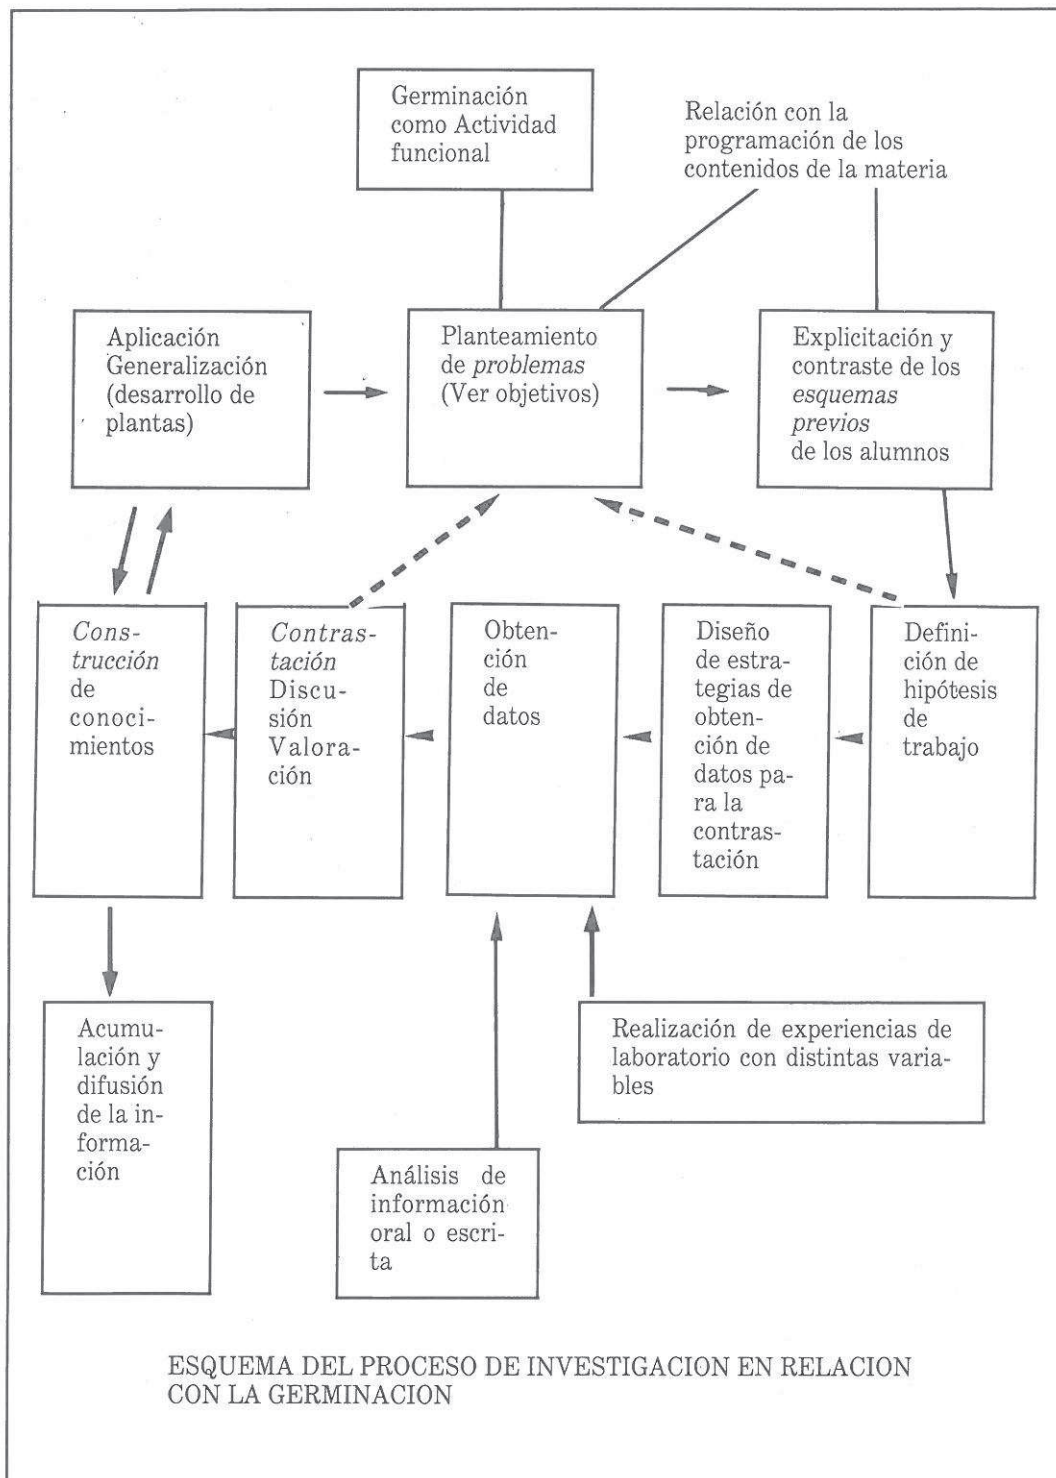 Germinación
como Actividad
funcional
Relación con la
programación de los
contenidos de la materia
Aplicación
Generalización
(desarrollo de
plantas)
Planteamiento
de problemas
(Ver objetivos)
Explicitación y
contraste de los
esquemas
previos
de los alumnos
Cons-
trucción
de
conoci-
mientos
Contras-
tación
Discu-
sión
Valora-
ción
Obten-
ción
de
datos
Diseño
de estra-
tegias de
obten-
ción de
datos pa-
ra la
contras-
tación
Defini-
ción de
hipótesis
de
trabajo
Acumu-
lación y
difusión
de la in-
forma-
ción
Análisis de
información
oral o escri-
ta
Realización de experiencias de
laboratorio con distintas varia-
bles
ESQUEMA DEL PROCESO DE INVESTIGACION EN RELACION
CON LA GERMINACION